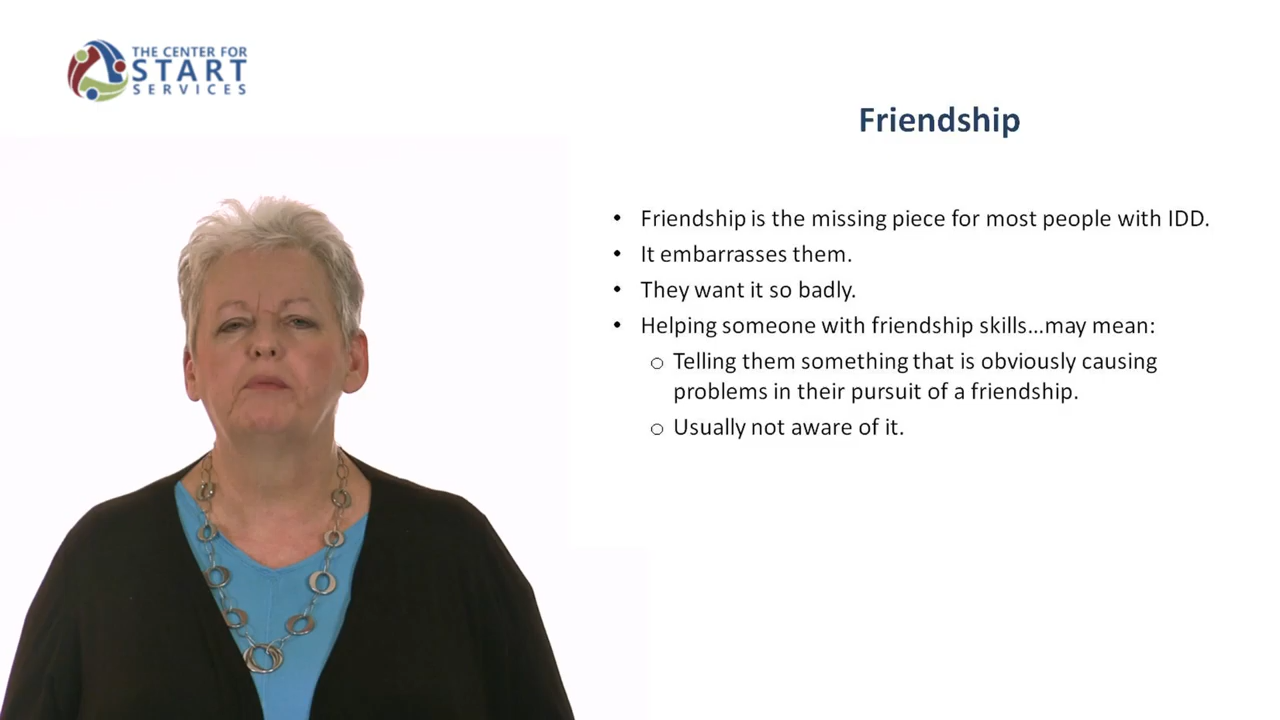 THE CENTER FOR
START
SERVICES
Friendship
• Friendship is the missing piece for most people with IDD.
• It embarrasses them.
• They want it so badly.
• Helping someone with friendship skills...may mean:
o Telling them something that is obviously causing
problems in their pursuit of a friendship.
o Usually not aware of it.